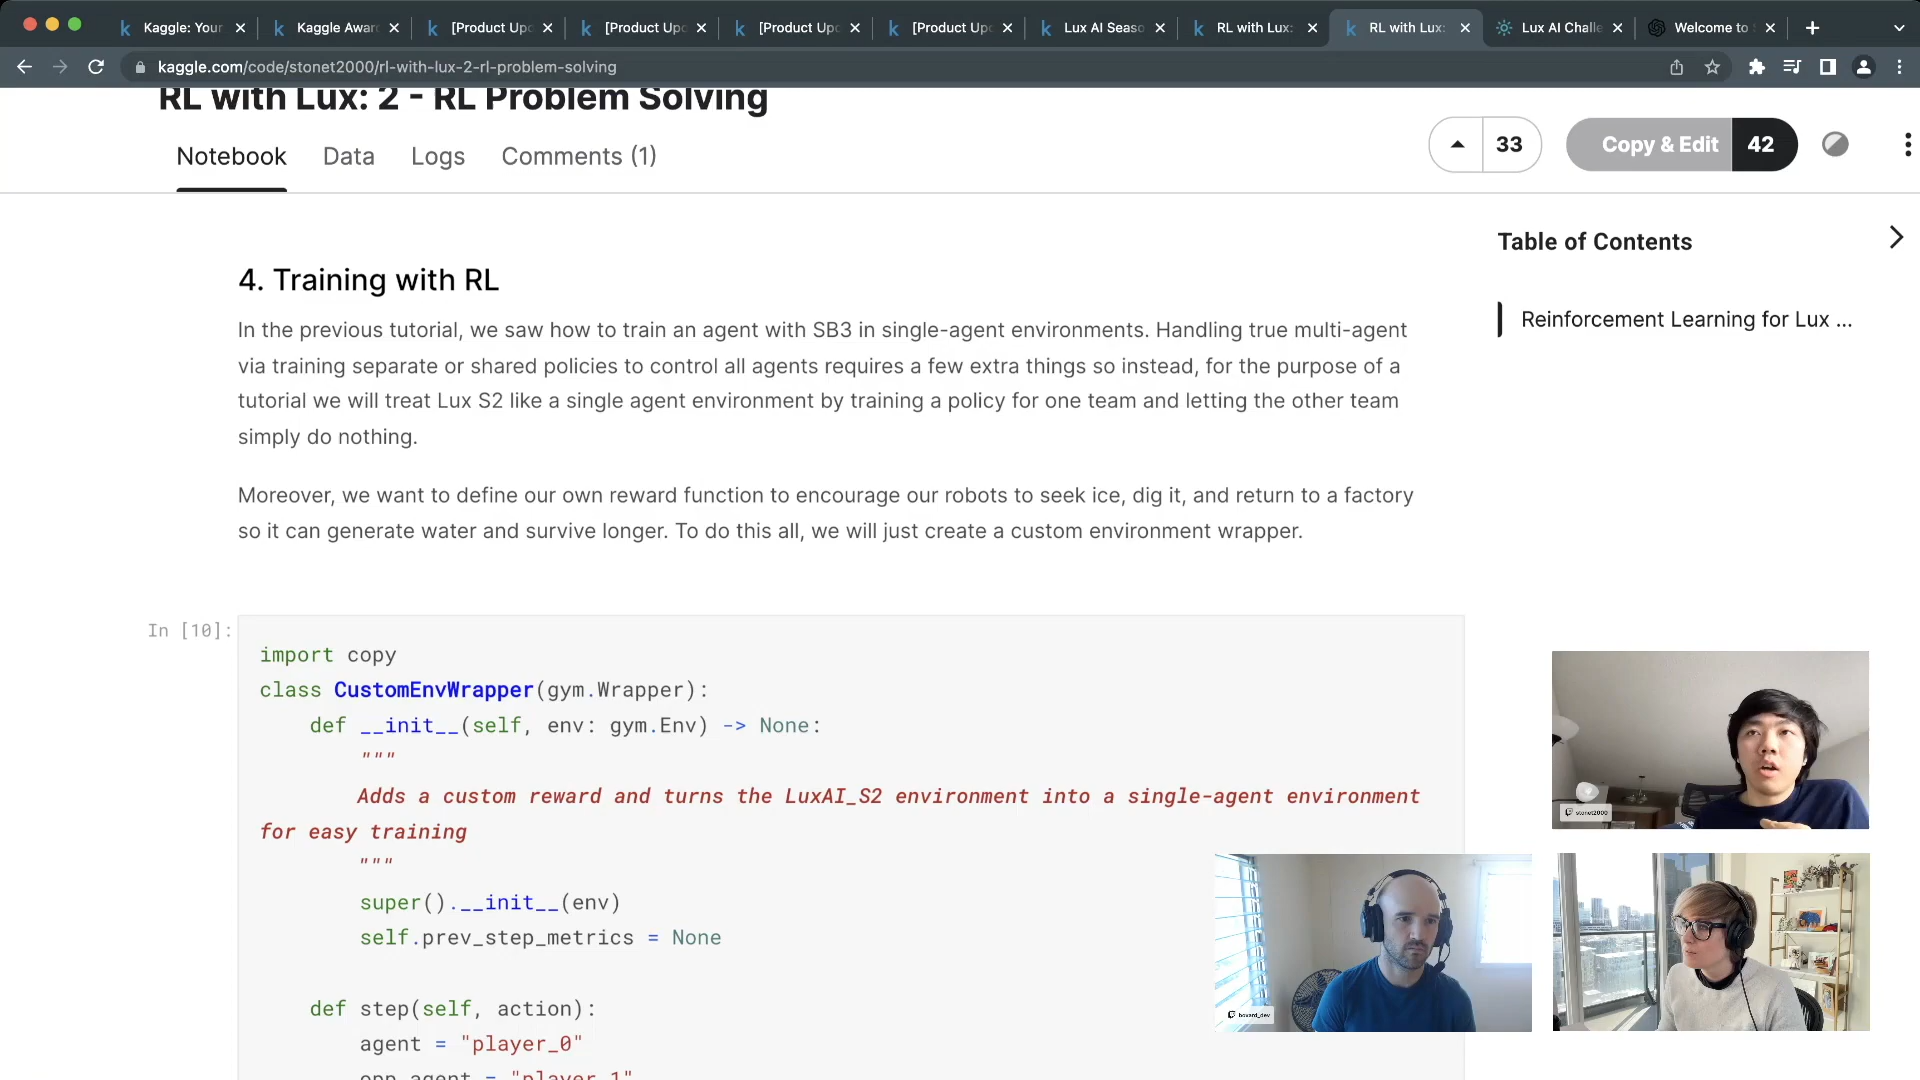 Kaggle: Your
Kaggle Awar
[Product Up
[Product Up
[Product Up
[Product Up
Lux AI Seaso
RL with Lux:
RL with Lux:
Lux AI Challe
Welcome to
kaggle.com/code/stonet2000/rl-with-lux-2-rl-problem-solving
RL with Lux: 2 - RL Problem Solving
Notebook
Data
Logs
Comments (1)
33
Copy & Edit
42
Table of Contents
Reinforcement Learning for Lux ...
4. Training with RL
In the previous tutorial, we saw how to train an agent with SB3 in single-agent environments. Handling true multi-agent
via training separate or shared policies to control all agents requires a few extra things so instead, for the purpose of a
tutorial we will treat Lux S2 like a single agent environment by training a policy for one team and letting the other team
simply do nothing.
Moreover, we want to define our own reward function to encourage our robots to seek ice, dig it, and return to a factory
so it can generate water and survive longer. To do this all, we will just create a custom environment wrapper.
In [10]:
import copy
class CustomEnvWrapper(gym.Wrapper):
def __init__(self, env: gym.Env) -> None:
"""
Adds a custom reward and turns the LuxAI_S2 environment into a single-agent environment
for easy training
"""
super().__init__(env)
self.prev_step_metrics = None
def step(self, action):
agent = "player_0"
opp_agent = "player_1"
stonet2000
bovard_dev